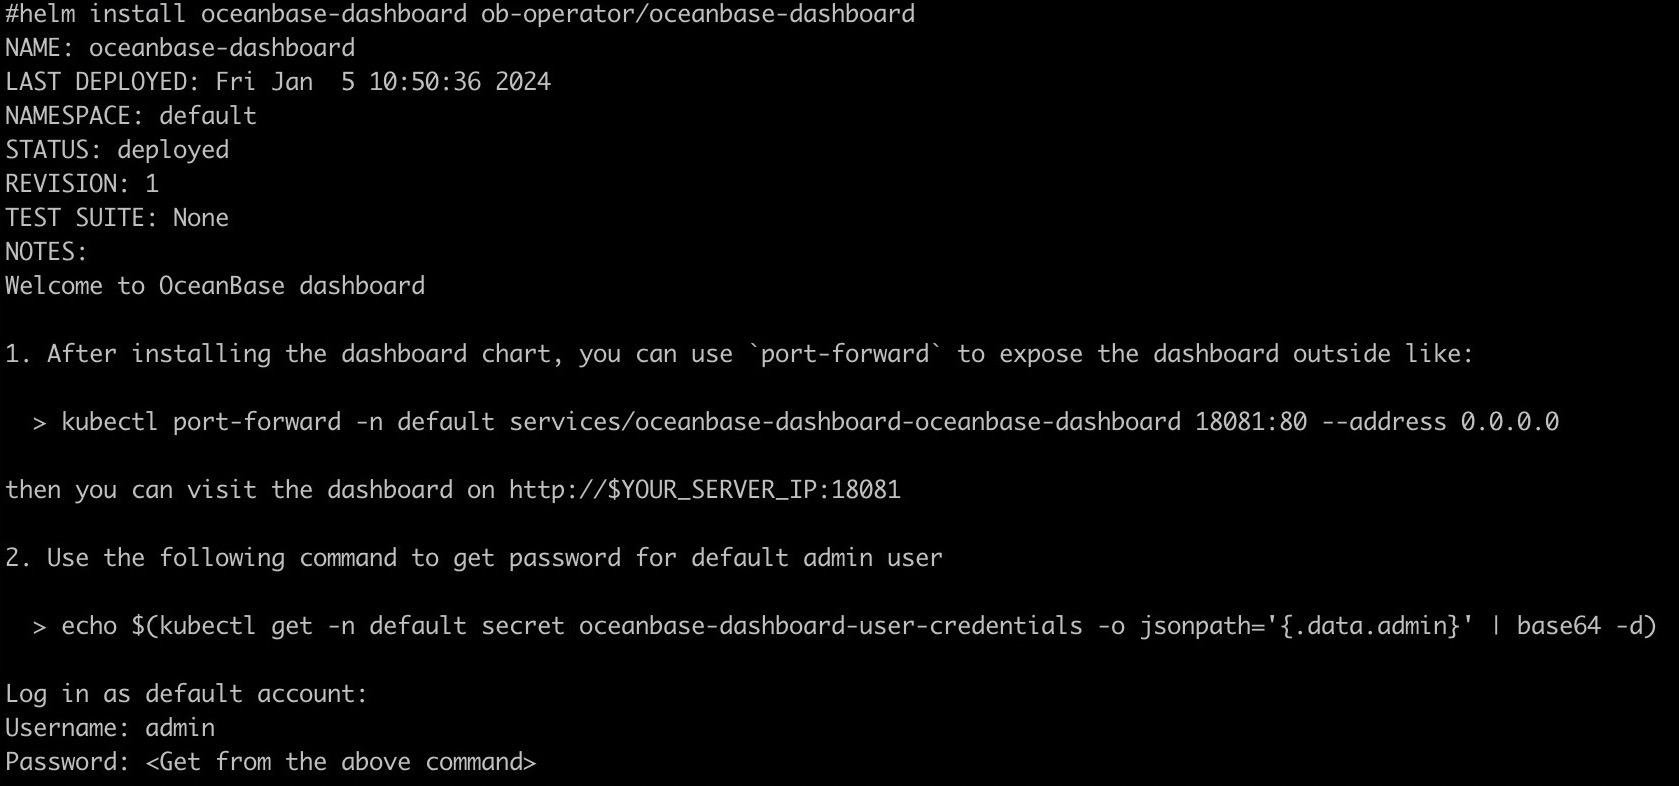 #helm install oceanbase-dashboard ob-operator/oceanbase-dashboard
NAME: oceanbase-dashboard
LAST DEPLOYED: Fri Jan  5 10:50:36 2024
NAMESPACE: default
STATUS: deployed
REVISION: 1
TEST SUITE: None
NOTES:
Welcome to OceanBase dashboard

1. After installing the dashboard chart, you can use `port-forward` to expose the dashboard outside like:

  > kubectl port-forward -n default services/oceanbase-dashboard-oceanbase-dashboard 18081:80 --address 0.0.0.0

then you can visit the dashboard on http://$YOUR_SERVER_IP:18081

2. Use the following command to get password for default admin user

  > echo $(kubectl get -n default secret oceanbase-dashboard-user-credentials -o jsonpath='{.data.admin}' | base64 -d)

Log in as default account:
Username: admin
Password: <Get from the above command>